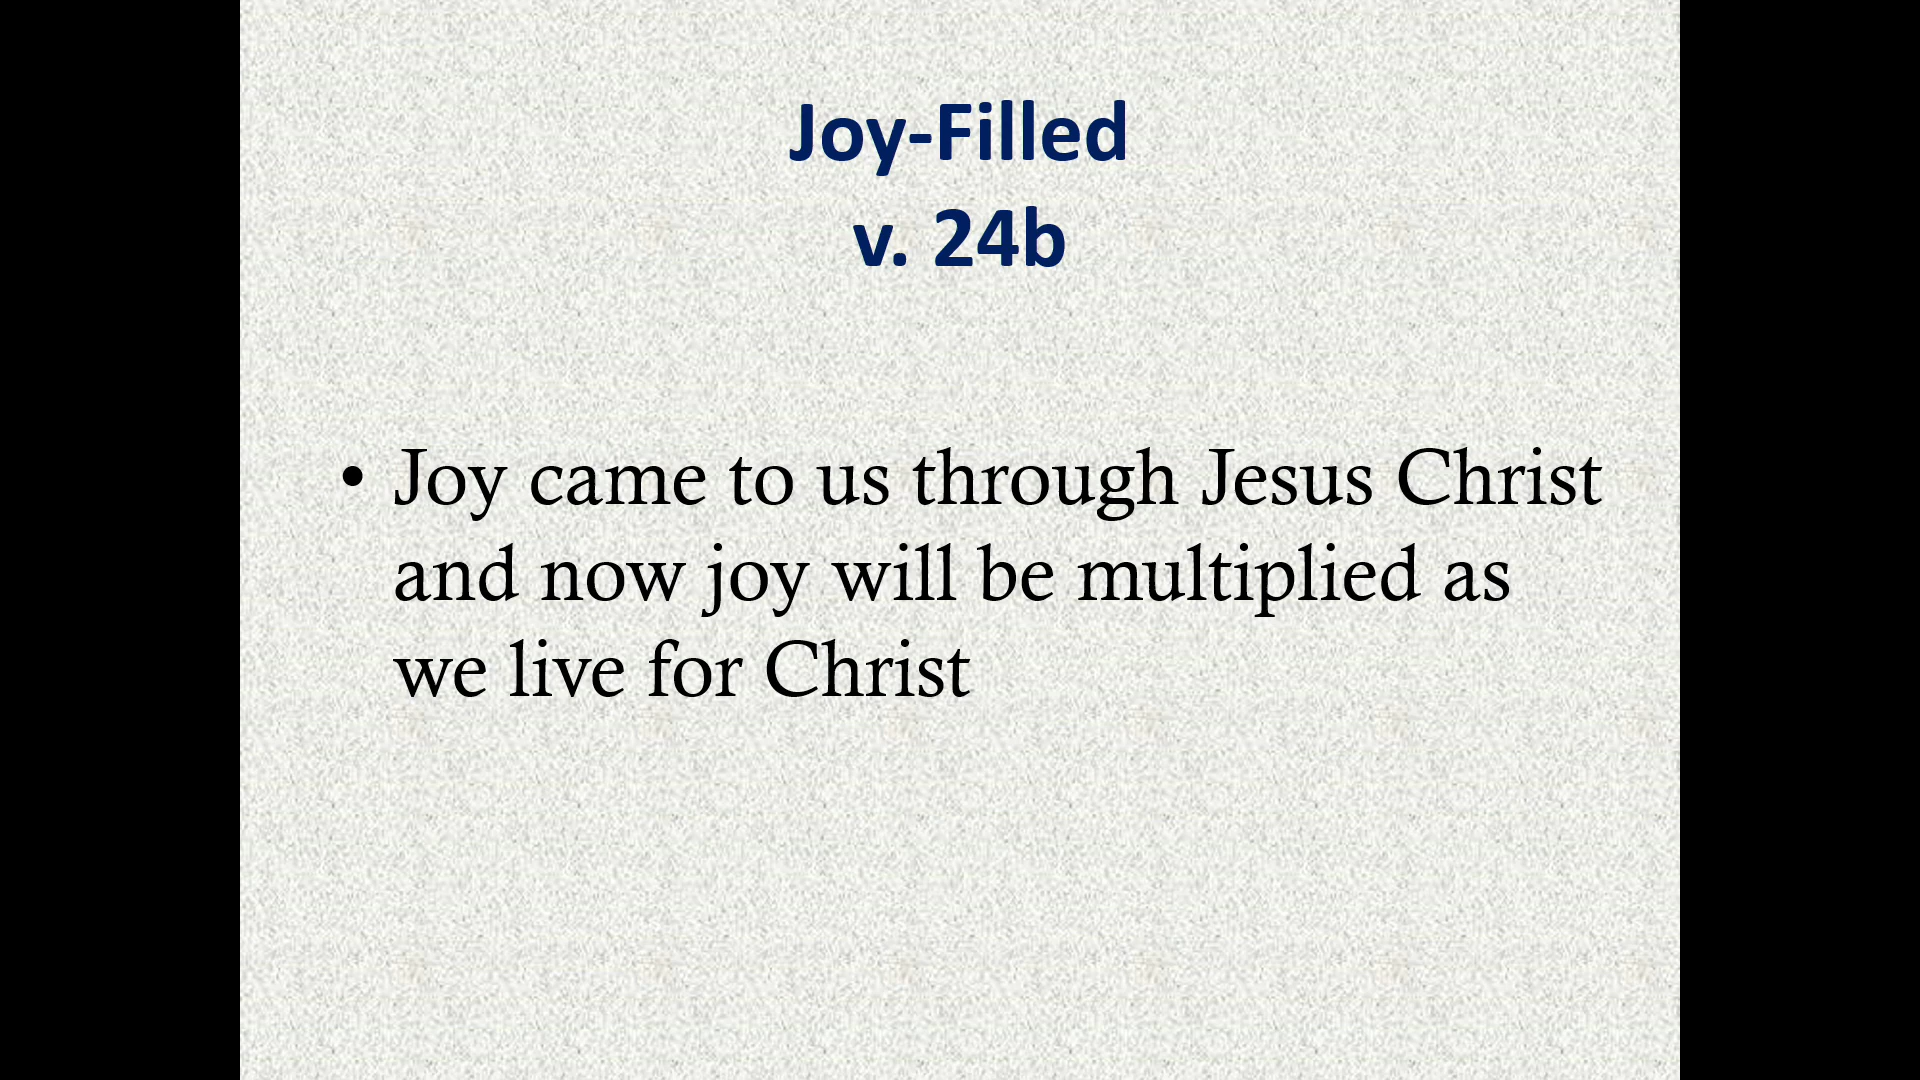 Joy-Filled
v. 24b
• Joy came to us through Jesus Christ
and now joy will be multiplied as
we live for Christ